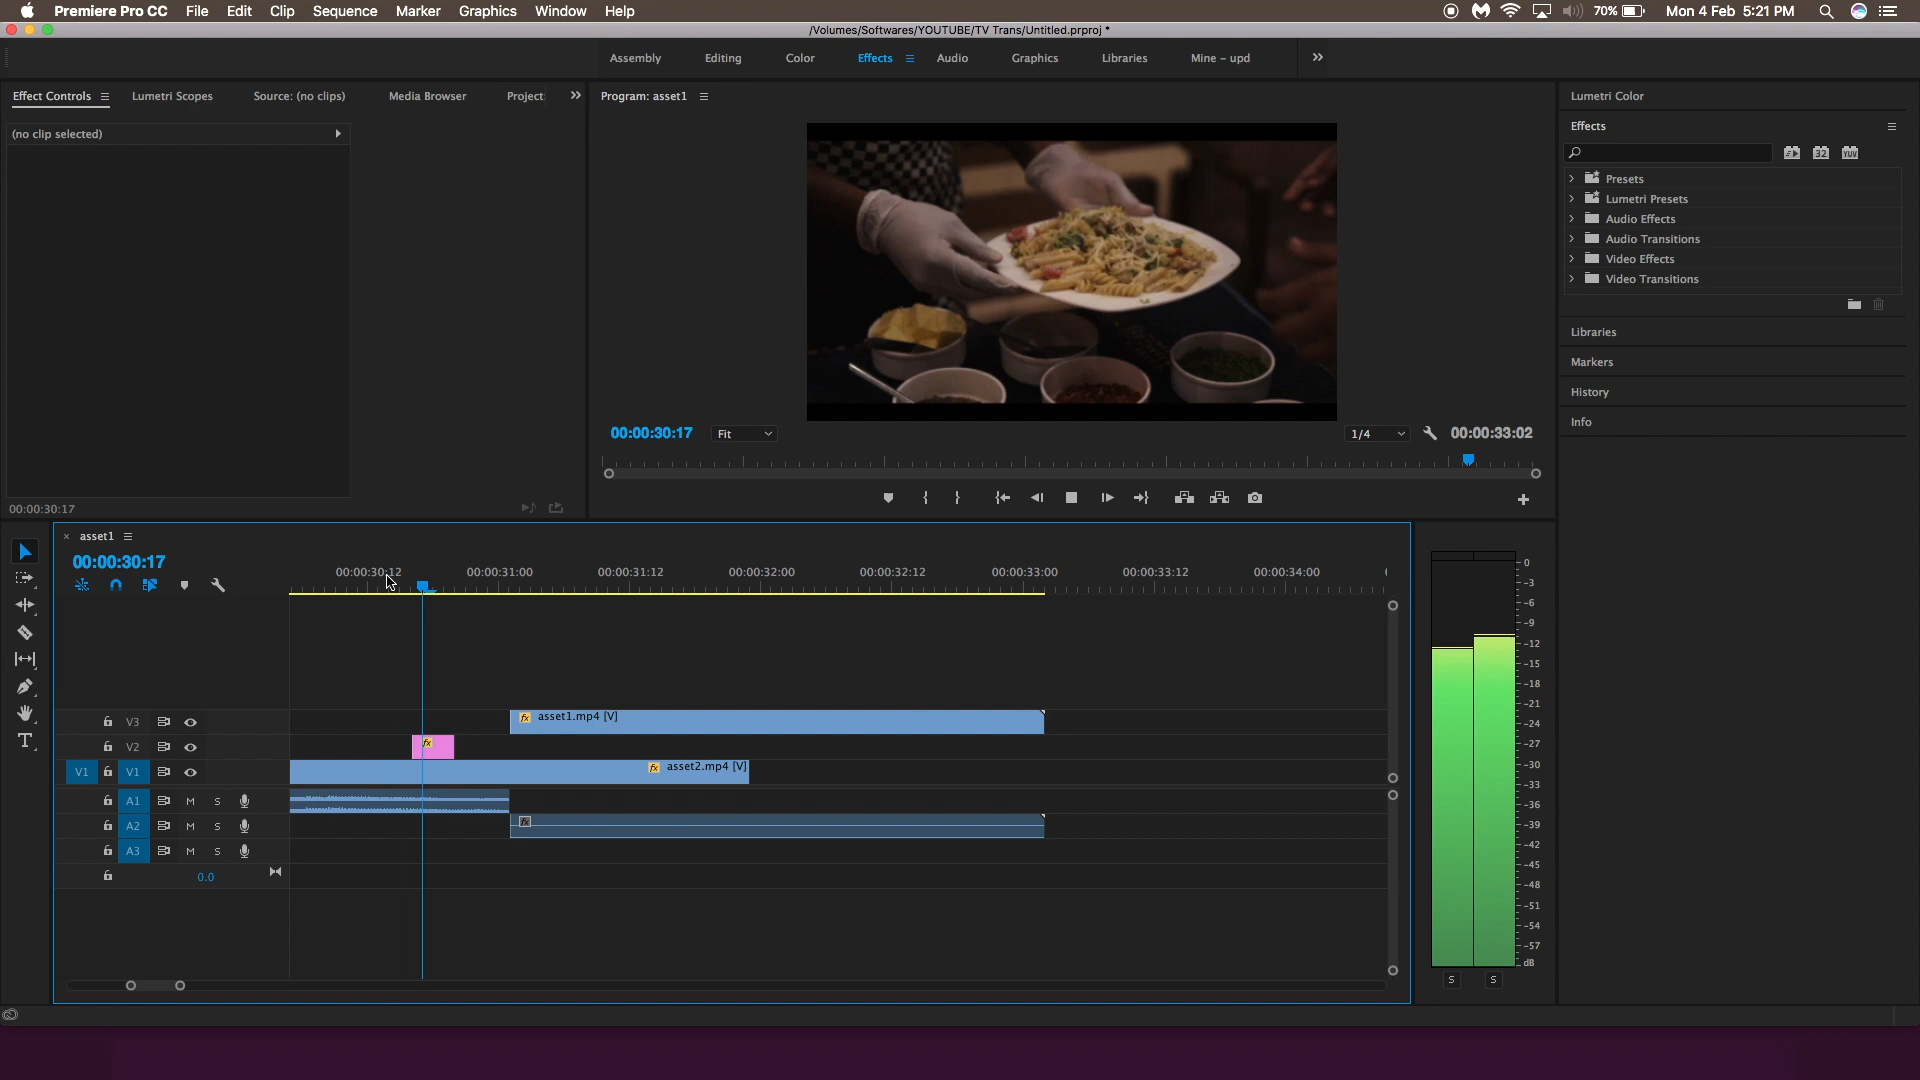 Premiere Pro CC File Edit Clip Sequence Marker Graphics Window Help 70% Mon 4 Feb 5:21 PM
/Volumes/Softwares/YOUTUBE/TV Trans/Untitled.prproj *
Assembly Editing Color Effects Audio Graphics Libraries Mine - upd
Effect Controls Lumetri Scopes Source: (no clips) Media Browser Project:
Program: asset1
Lumetri Color
(no clip selected)
Effects
32 YUV
Presets
Lumetri Presets
Audio Effects
Audio Transitions
Video Effects
Video Transitions
Libraries
Markers
History
Info
00:00:30:17 Fit 1/4 00:00:33:02
00:00:30:17
asset1
00:00:30:17
00:00:30:12 00:00:31:00 00:00:31:12 00:00:32:00 00:00:32:12 00:00:33:00 00:00:33:12 00:00:34:00
V3 fx asset1.mp4 [V]
V2 fx
V1 V1 fx asset2.mp4 [V]
A1 M S
A2 M S fx
A3 M S
0.0
0
-3
-6
-9
-12
-15
-18
-21
-24
-27
-30
-33
-36
-39
-42
-45
-48
-51
-54
-57
dB
S S
T